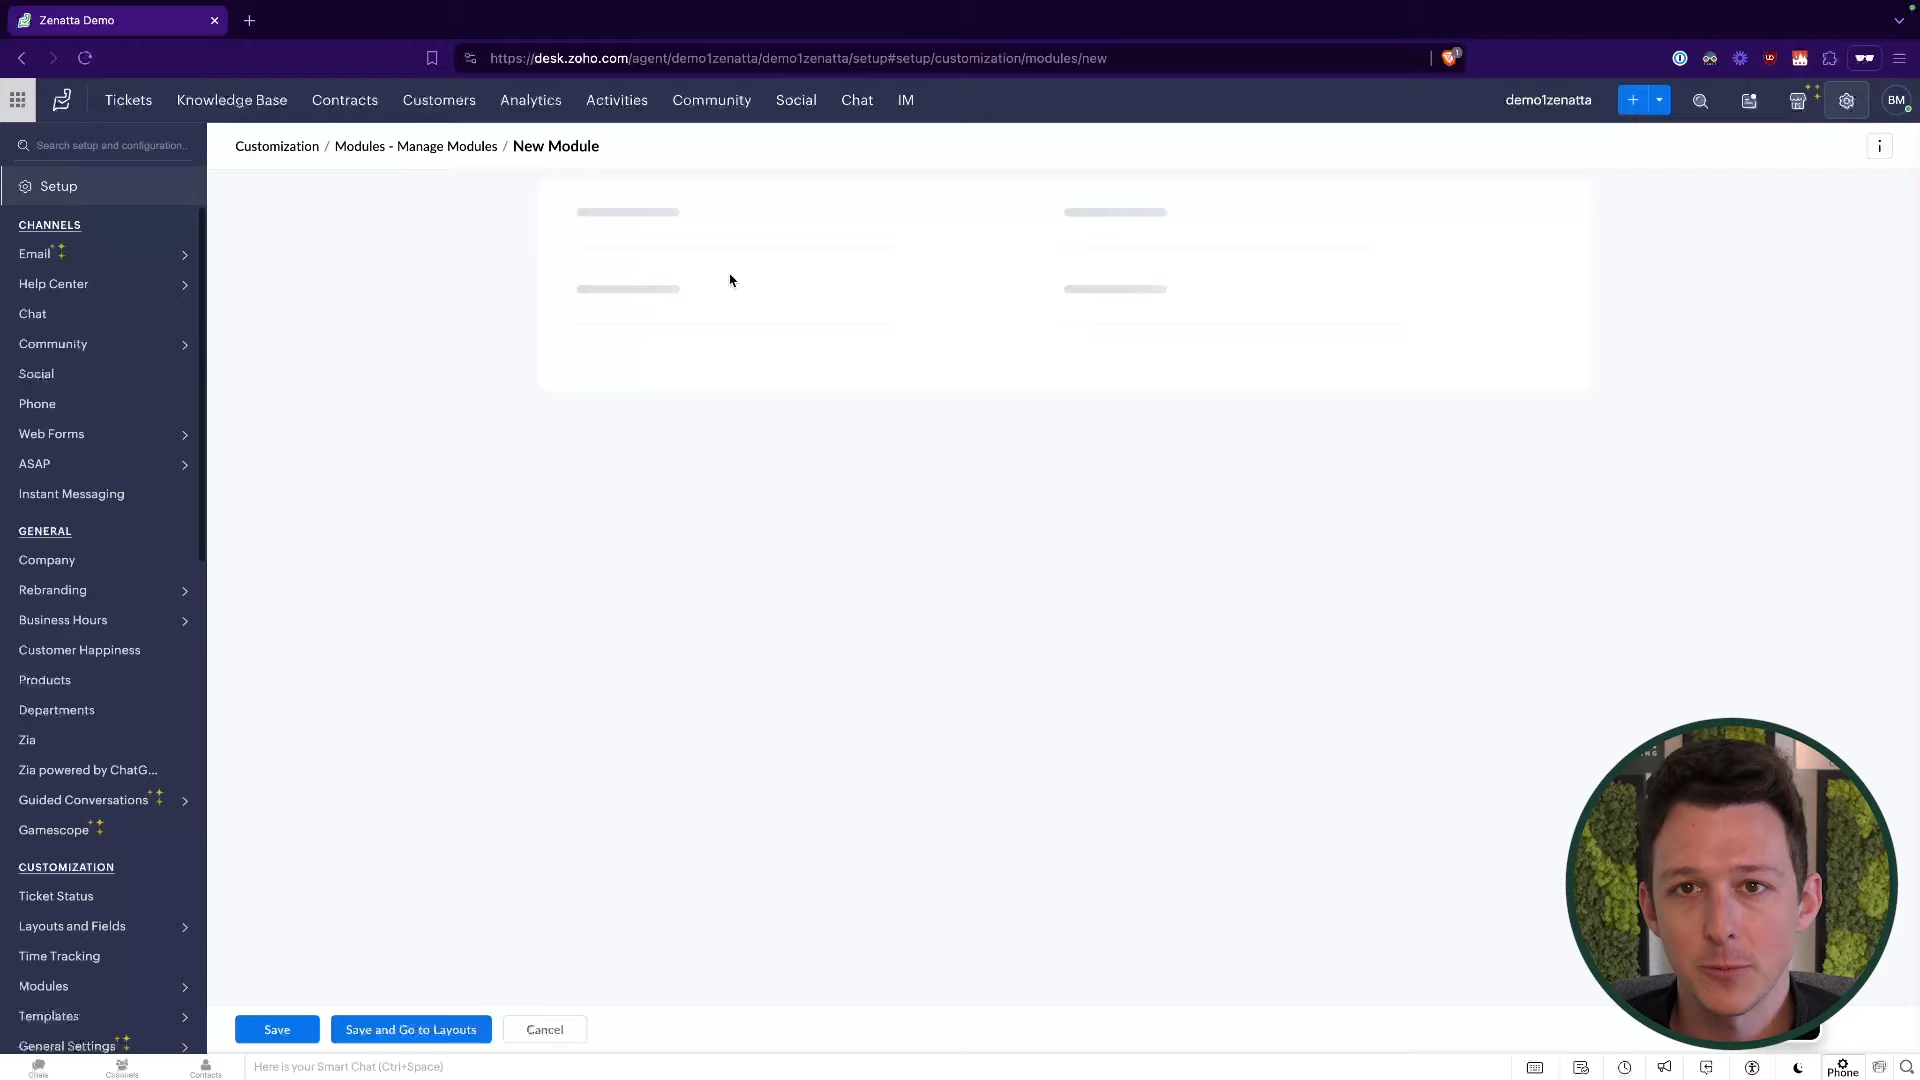 Zenatta Demo
https://desk.zoho.com/agent/demo1zenatta/demo1zenatta/setup#setup/customization/modules/new
1
Tickets Knowledge Base Contracts Customers Analytics Activities Community Social Chat IM
demo1zenatta
BM
Search setup and configuration..
Customization / Modules - Manage Modules / New Module
Setup
CHANNELS
Email
Help Center
Chat
Community
Social
Phone
Web Forms
ASAP
Instant Messaging
GENERAL
Company
Rebranding
Business Hours
Customer Happiness
Products
Departments
Zia
Zia powered by ChatG...
Guided Conversations
Gamescope
CUSTOMIZATION
Ticket Status
Layouts and Fields
Time Tracking
Modules
Templates
General Settings
Save Save and Go to Layouts Cancel
Chats Channels Contacts
Here is your Smart Chat (Ctrl+Space)
Phone